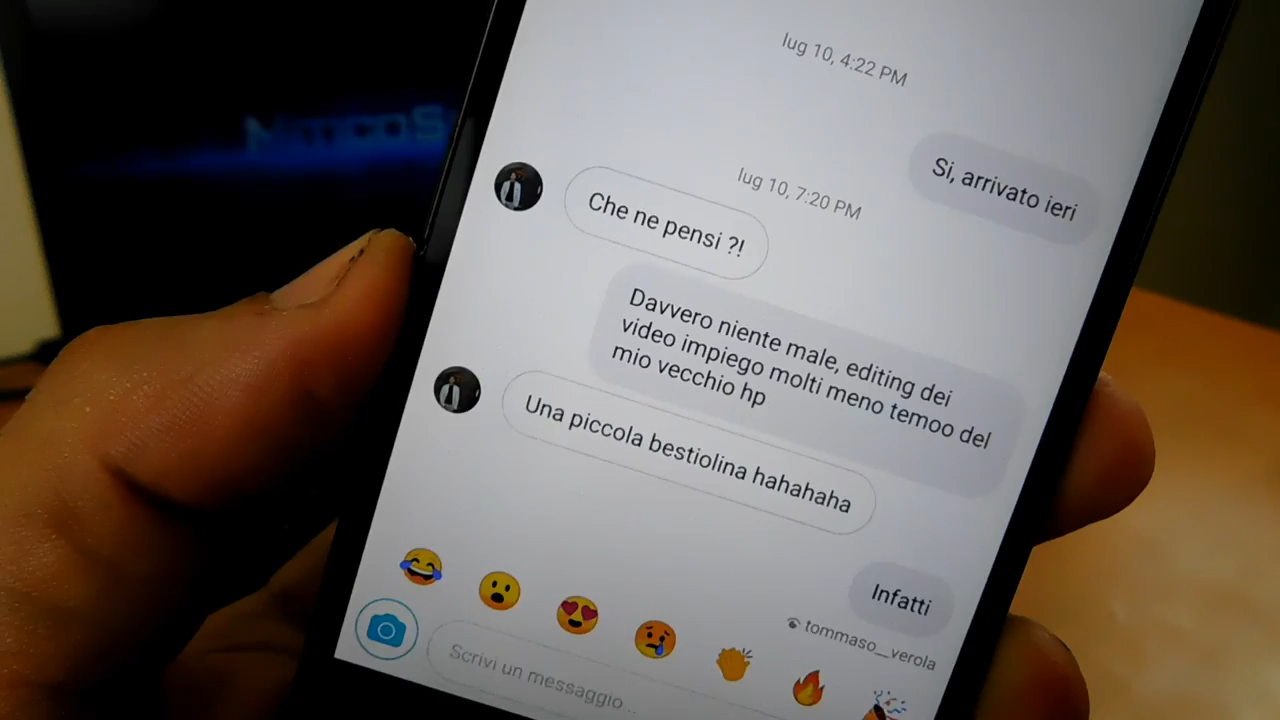 MiTiCOS
lug 10, 4:22 PM
Si, arrivato ieri
lug 10, 7:20 PM
Che ne pensi ?!
Davvero niente male, editing dei
video impiego molti meno temoo del
mio vecchio hp
Una piccola bestiolina hahahaha
Infatti
tommaso__verola
Scrivi un messaggio...